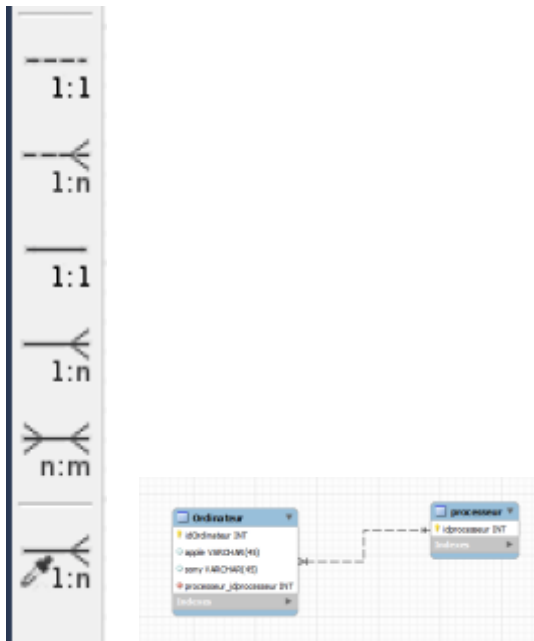 1:1
1:n
1:1
1:n
n:m
1:n
Ordinateur
idOrdinateur INT
apple VARCHAR(45)
sony VARCHAR(45)
processeur_idprocesseur INT
Indexes
processeur
idprocesseur INT
Indexes